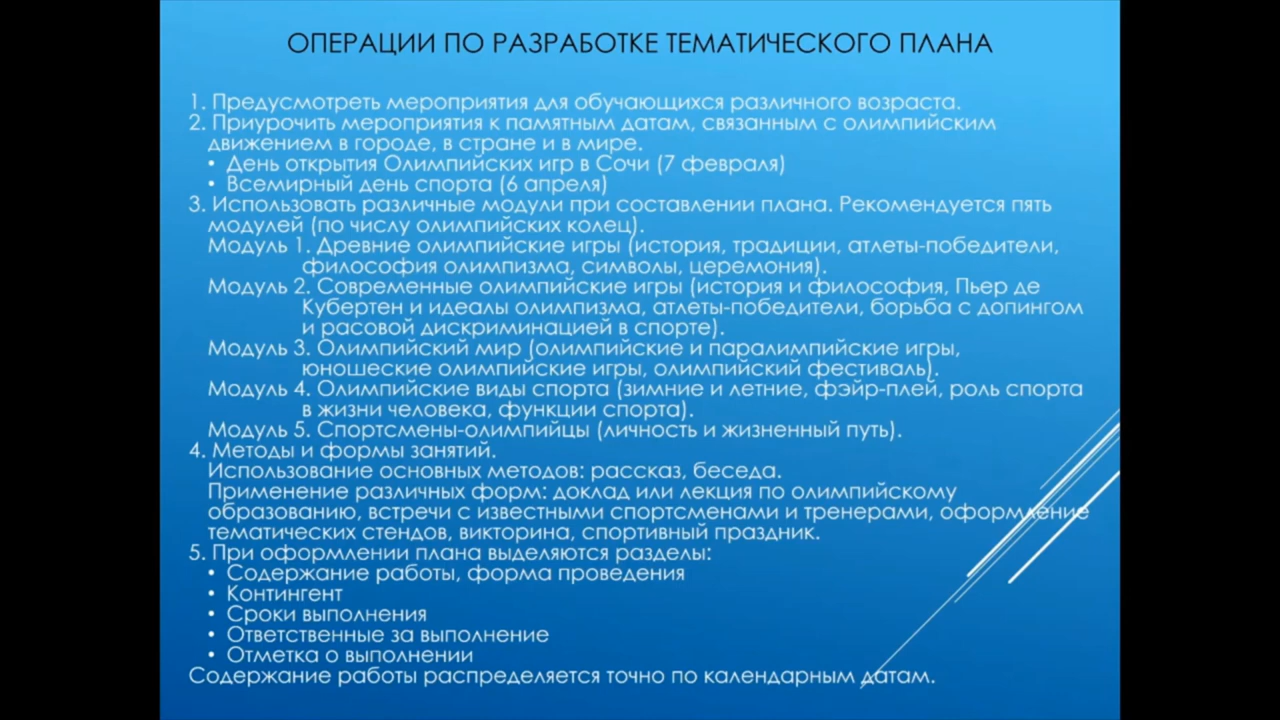 ОПЕРАЦИИ ПО РАЗРАБОТКЕ ТЕМАТИЧЕСКОГО ПЛАНА
1. Предусмотреть мероприятия для обучающихся различного возраста.
2. Приурочить мероприятия к памятным датам, связанным с олимпийским
движением в городе, в стране и в мире.
• День открытия Олимпийских игр в Сочи (7 февраля)
• Всемирный день спорта (6 апреля)
3. Использовать различные модули при составлении плана. Рекомендуется пять
модулей (по числу олимпийских колец).
Модуль 1. Древние олимпийские игры (история, традиции, атлеты-победители,
философия олимпизма, символы, церемония).
Модуль 2. Современные олимпийские игры (история и философия, Пьер де
Кубертен и идеалы олимпизма, атлеты-победители, борьба с допингом
и расовой дискриминацией в спорте).
Модуль 3. Олимпийский мир (олимпийские и паралимпийские игры,
юношеские олимпийские игры, олимпийский фестиваль).
Модуль 4. Олимпийские виды спорта (зимние и летние, фэйр-плей, роль спорта
в жизни человека, функции спорта).
Модуль 5. Спортсмены-олимпийцы (личность и жизненный путь).
4. Методы и формы занятий.
Использование основных методов: рассказ, беседа.
Применение различных форм: доклад или лекция по олимпийскому
образованию, встречи с известными спортсменами и тренерами, оформление
тематических стендов, викторина, спортивный праздник.
5. При оформлении плана выделяются разделы:
• Содержание работы, форма проведения
• Контингент
• Сроки выполнения
• Ответственные за выполнение
• Отметка о выполнении
Содержание работы распределяется точно по календарным датам.